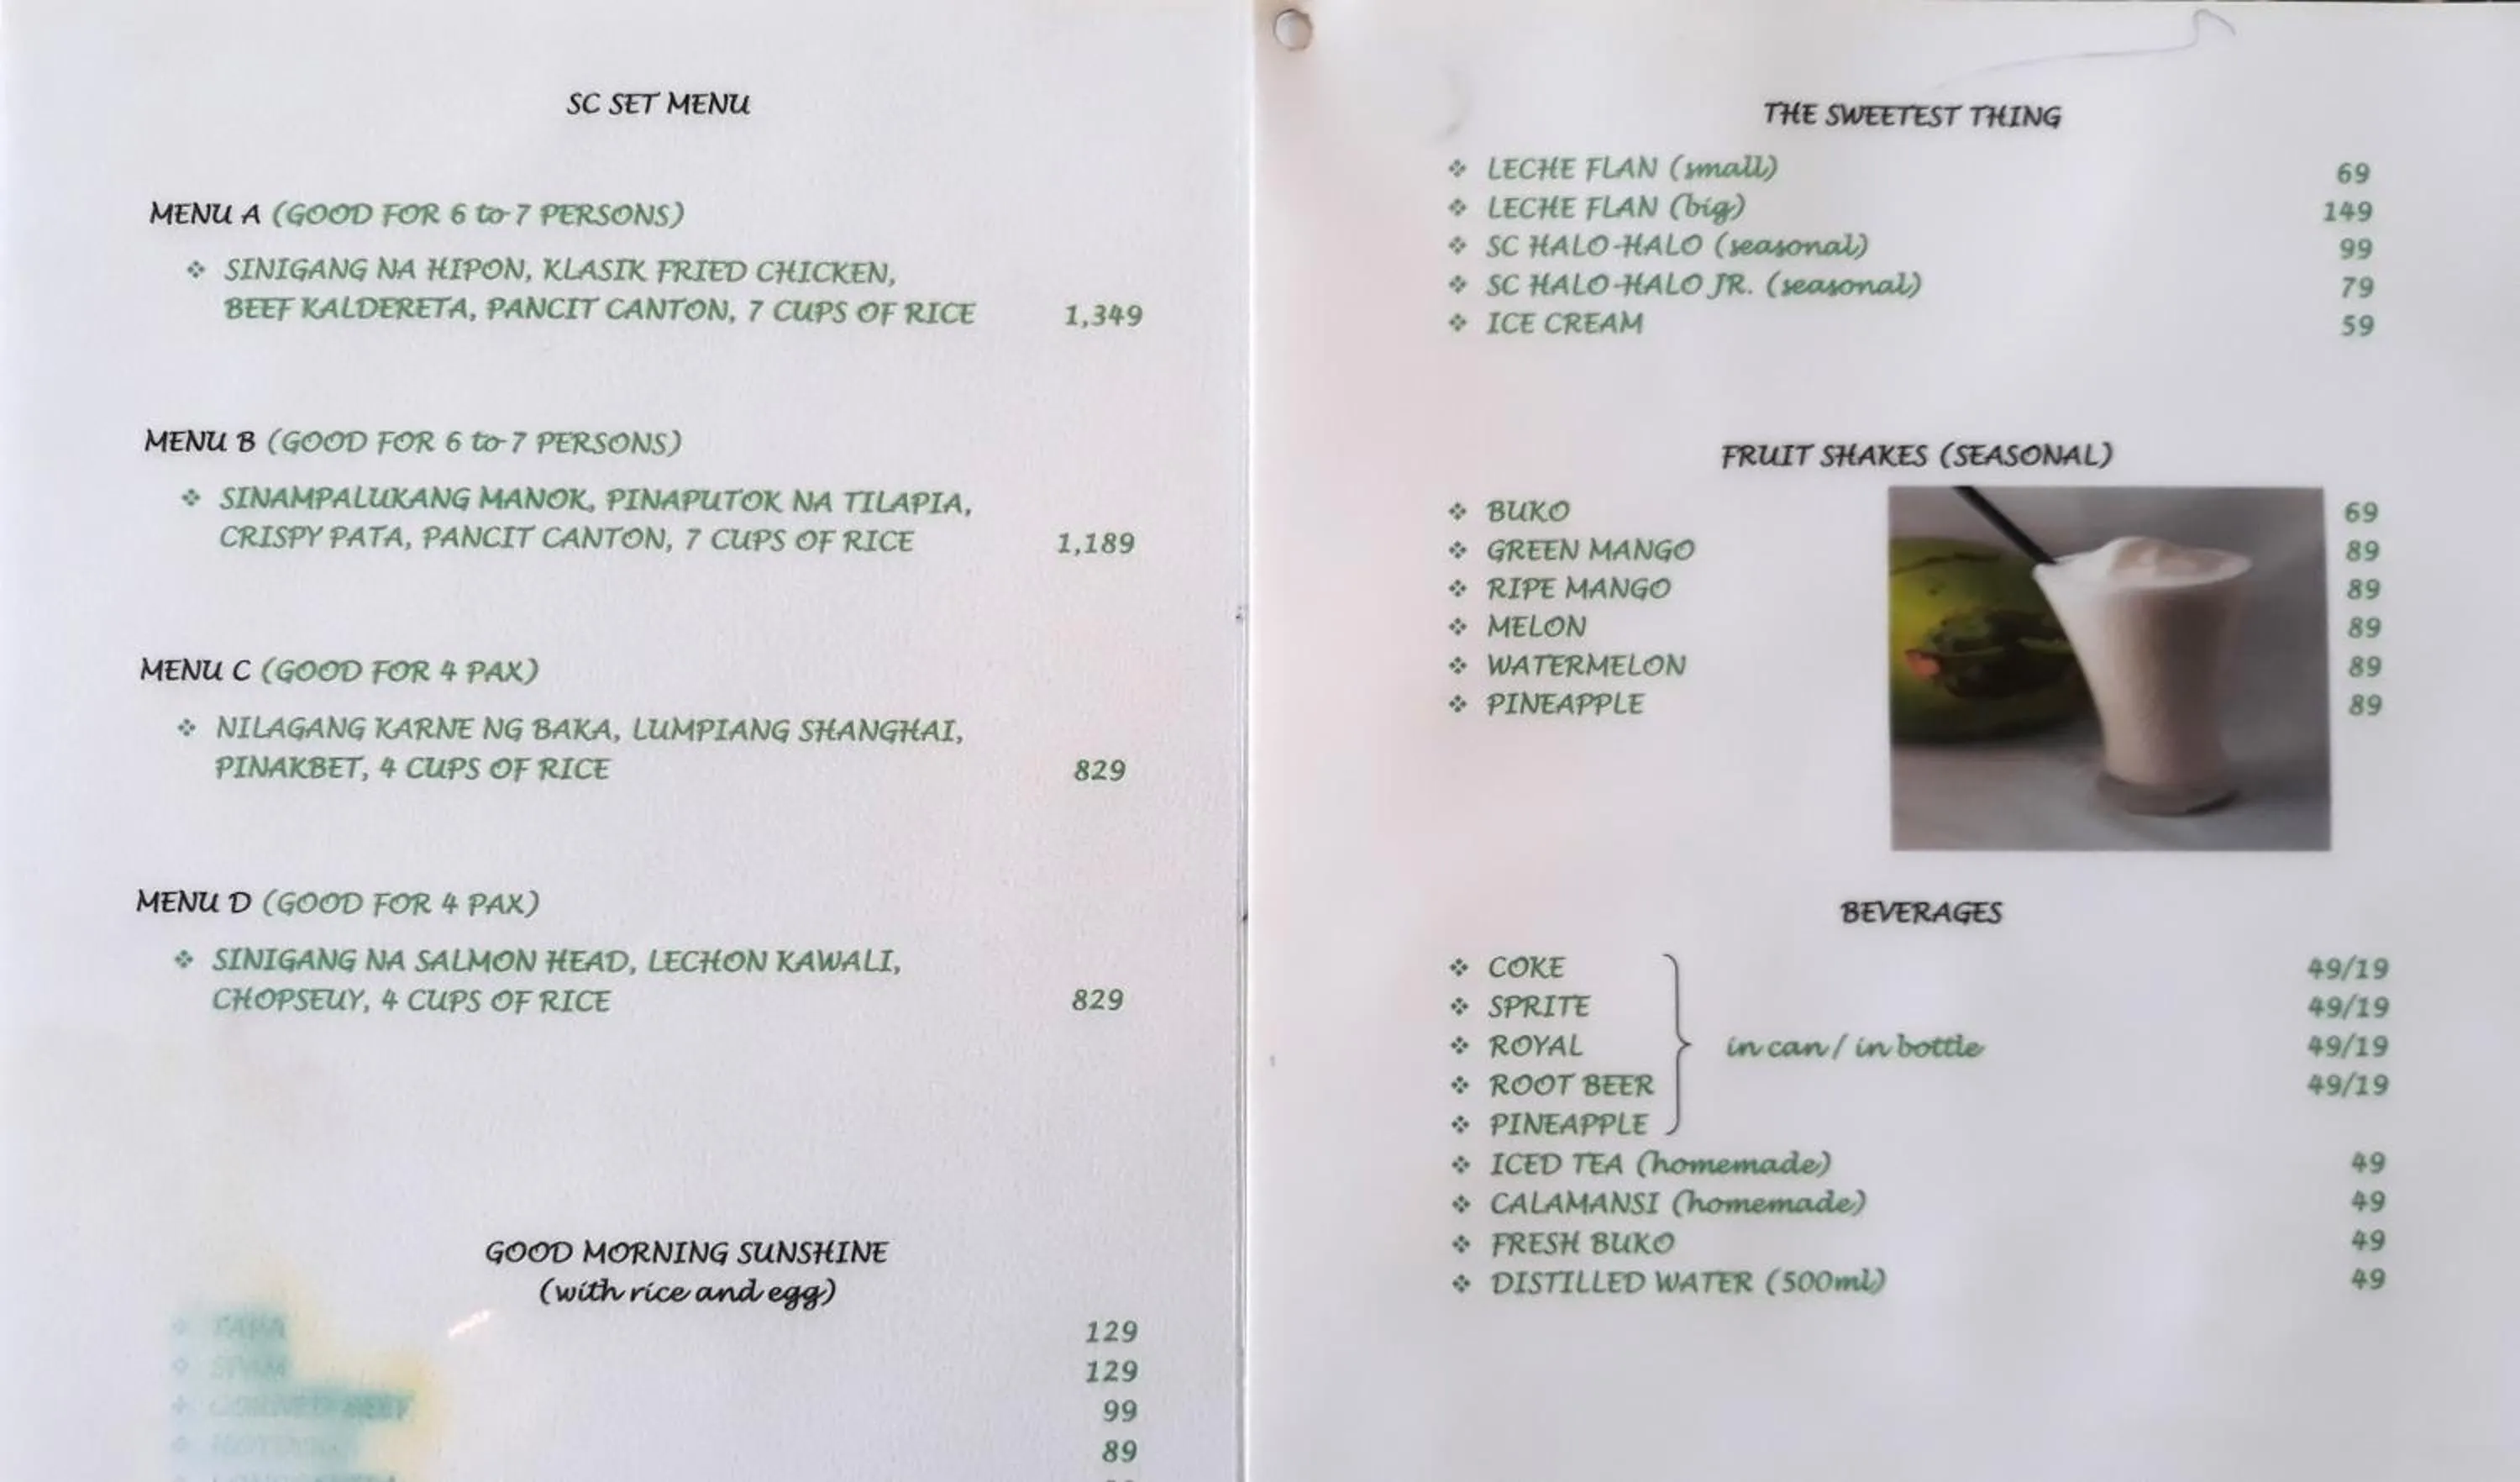 SC SET MENU
MENU A (GOOD FOR 6 to 7 PERSONS)
❖ SINIGANG NA HIPON, KLASIK FRIED CHICKEN,
BEEF KALDERETA, PANCIT CANTON, 7 CUPS OF RICE 1,349
MENU B (GOOD FOR 6 to 7 PERSONS)
❖ SINAMPALUKANG MANOK, PINAPUTOK NA TILAPIA,
CRISPY PATA, PANCIT CANTON, 7 CUPS OF RICE 1,189
MENU C (GOOD FOR 4 PAX)
❖ NILAGANG KARNE NG BAKA, LUMPIANG SHANGHAI,
PINAKBET, 4 CUPS OF RICE 829
MENU D (GOOD FOR 4 PAX)
❖ SINIGANG NA SALMON HEAD, LECHON KAWALI,
CHOPSEUY, 4 CUPS OF RICE 829
GOOD MORNING SUNSHINE
(with rice and egg)
❖ TAPA 129
❖ SPAM 129
❖ CORNED BEEF 99
89
THE SWEETEST THING
❖ LECHE FLAN (small) 69
❖ LECHE FLAN (big) 149
❖ SC HALO-HALO (seasonal) 99
❖ SC HALO-HALO JR. (seasonal) 79
❖ ICE CREAM 59
FRUIT SHAKES (SEASONAL)
❖ BUKO 69
❖ GREEN MANGO 89
❖ RIPE MANGO 89
❖ MELON 89
❖ WATERMELON 89
❖ PINEAPPLE 89
BEVERAGES
❖ COKE 49/19
❖ SPRITE 49/19
❖ ROYAL in can / in bottle 49/19
❖ ROOT BEER 49/19
❖ PINEAPPLE
❖ ICED TEA (homemade) 49
❖ CALAMANSI (homemade) 49
❖ FRESH BUKO 49
❖ DISTILLED WATER (500ml) 49